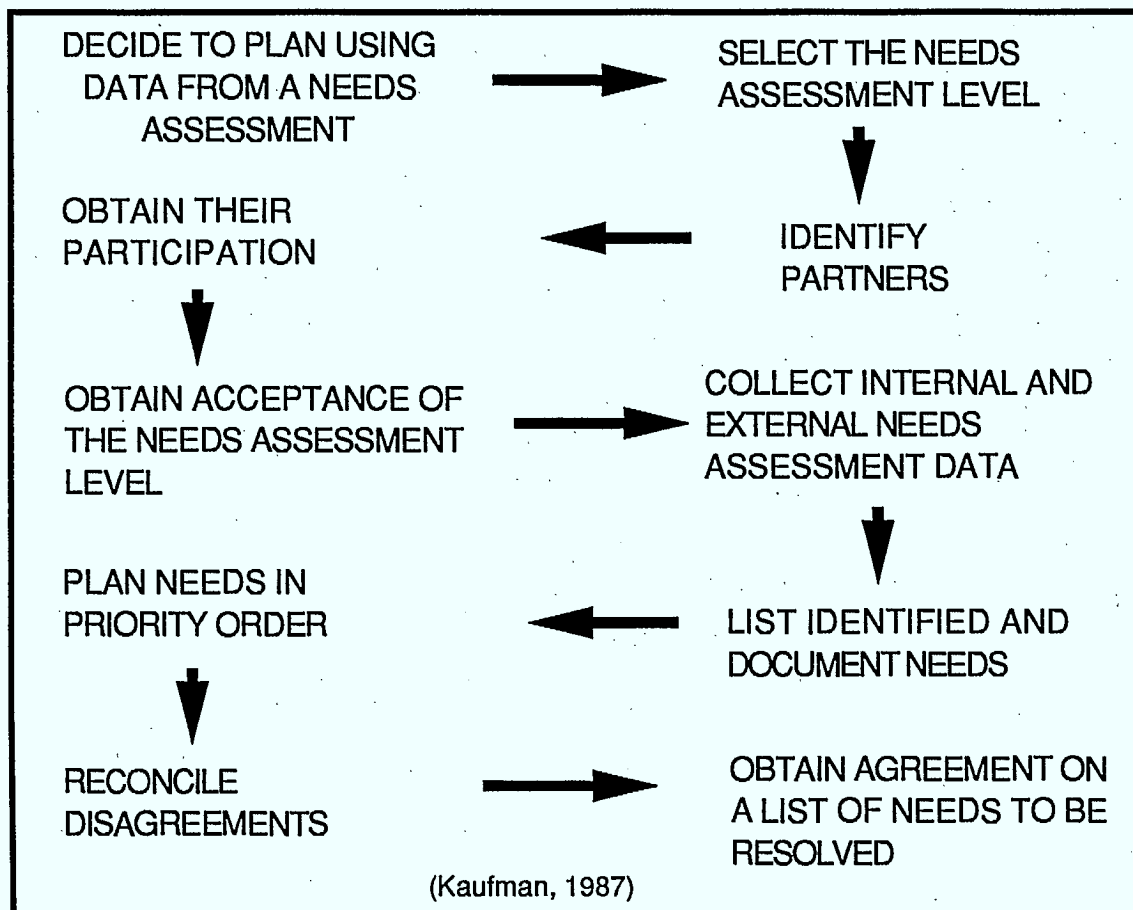 DECIDE TO PLAN USING
DATA FROM A NEEDS
ASSESSMENT
SELECT THE NEEDS
ASSESSMENT LEVEL
IDENTIFY
PARTNERS
OBTAIN THEIR
PARTICIPATION
OBTAIN ACCEPTANCE OF
THE NEEDS ASSESSMENT
LEVEL
COLLECT INTERNAL AND
EXTERNAL NEEDS
ASSESSMENT DATA
LIST IDENTIFIED AND
DOCUMENT NEEDS
PLAN NEEDS IN
PRIORITY ORDER
RECONCILE
DISAGREEMENTS
OBTAIN AGREEMENT ON
A LIST OF NEEDS TO BE
RESOLVED
(Kaufman, 1987)